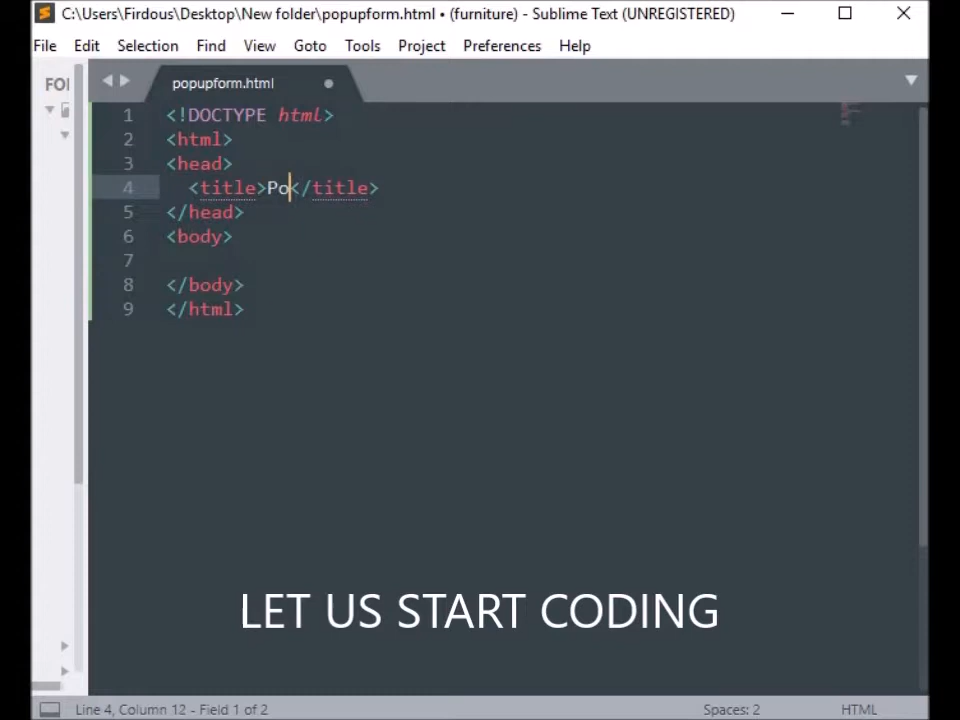 C:\Users\Firdous\Desktop\New folder\popupform.html • (furniture) - Sublime Text (UNREGISTERED)
File Edit Selection Find View Goto Tools Project Preferences Help
popupform.html
1 <!DOCTYPE html>
2 <html>
3 <head>
4 <title>Po</title>
5 </head>
6 <body>
7
8 </body>
9 </html>
LET US START CODING
Line 4, Column 12 - Field 1 of 2 Spaces: 2 HTML